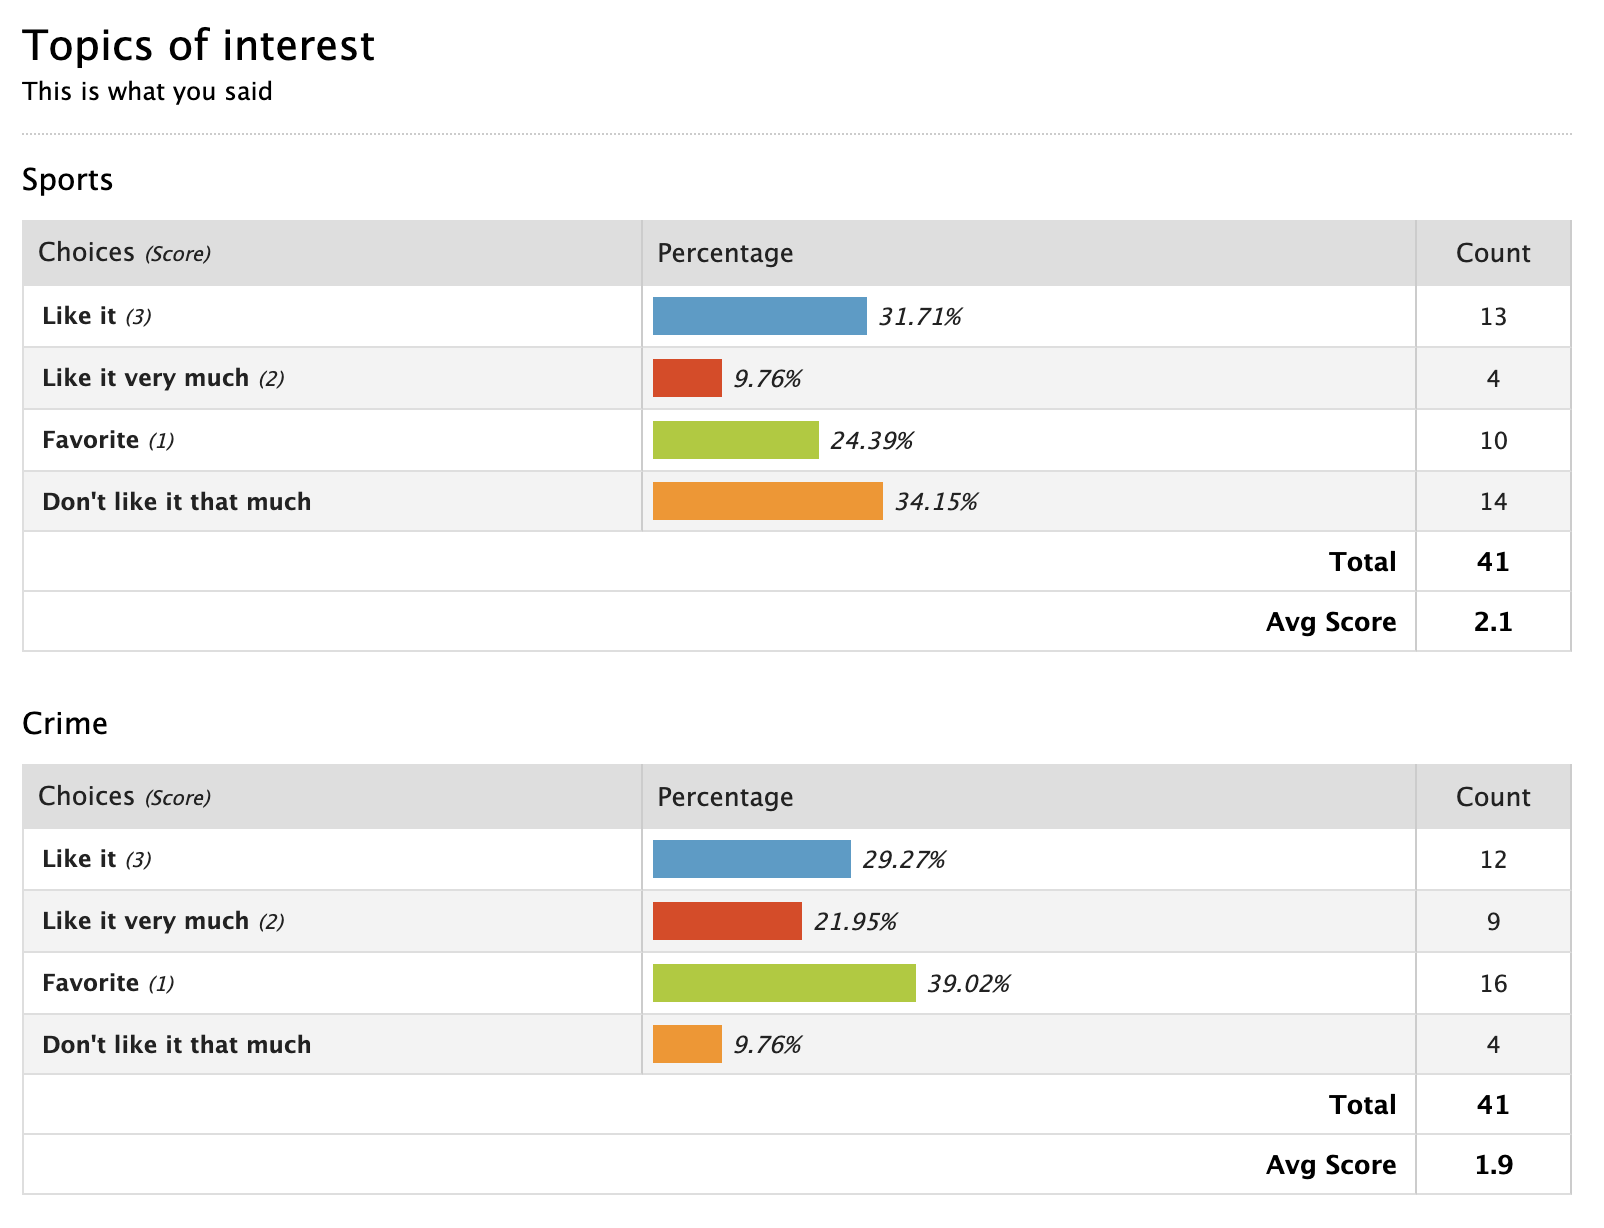 Topics of interest
This is what you said
Sports
Choices (Score) Percentage Count
Like it (3) 31.71% 13
Like it very much (2) 9.76% 4
Favorite (1) 24.39% 10
Don't like it that much 34.15% 14
Total 41
Avg Score 2.1
Crime
Choices (Score) Percentage Count
Like it (3) 29.27% 12
Like it very much (2) 21.95% 9
Favorite (1) 39.02% 16
Don't like it that much 9.76% 4
Total 41
Avg Score 1.9